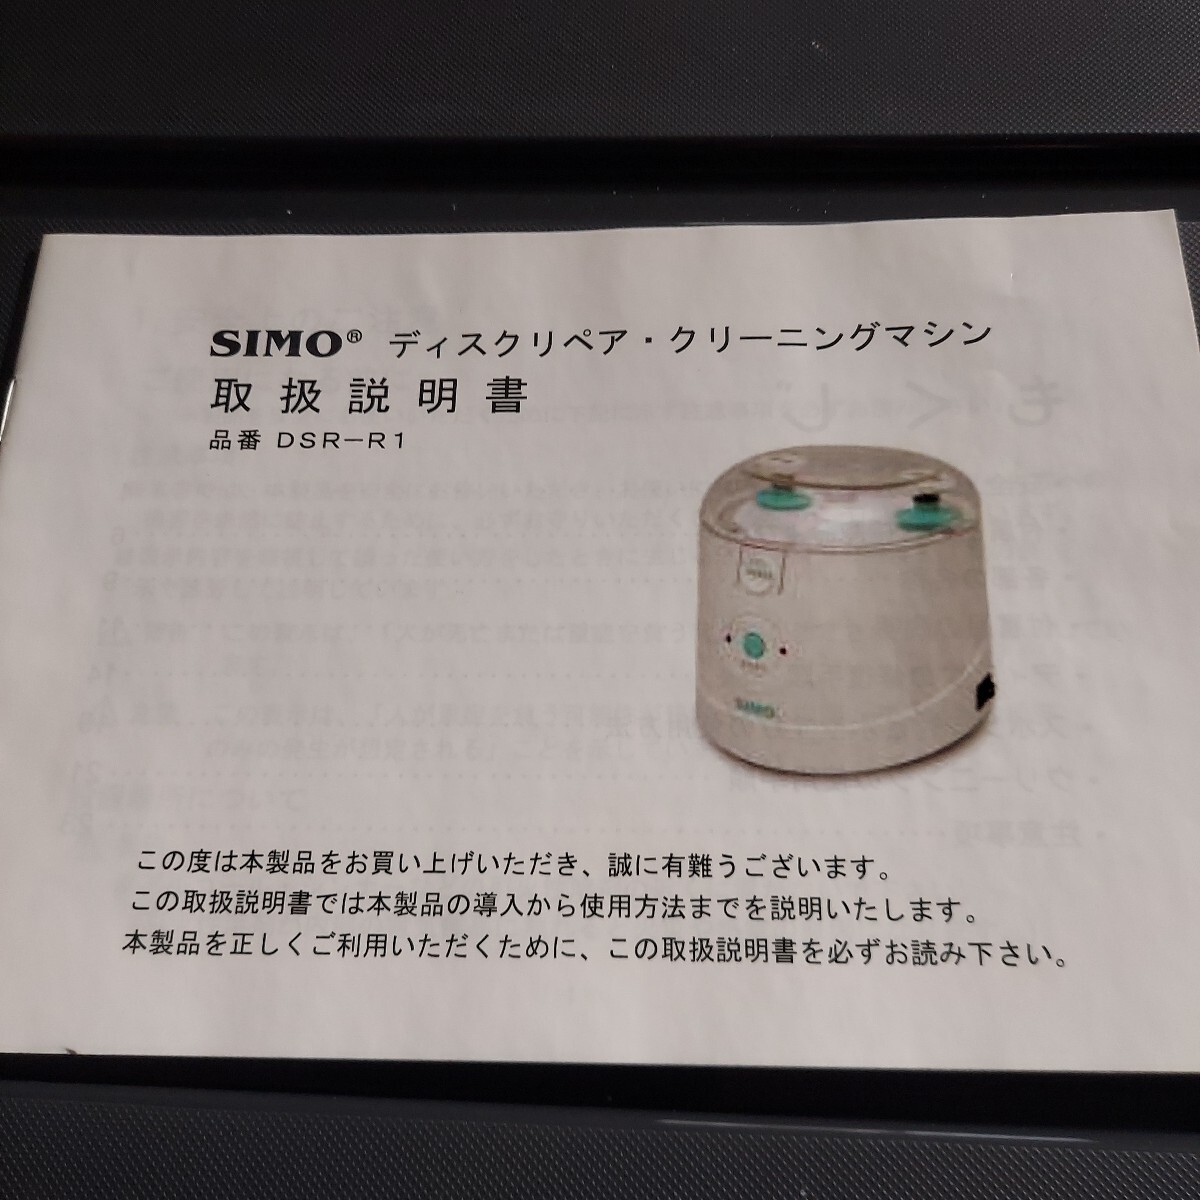 SIMO® ディスクリペア・クリーニングマシン
取扱説明書
品番 DSR-R1
SIMO
この度は本製品をお買い上げいただき、誠に有難うございます。
この取扱説明書では本製品の導入から使用方法までを説明いたします。
本製品を正しくご利用いただくために、この取扱説明書を必ずお読み下さい。